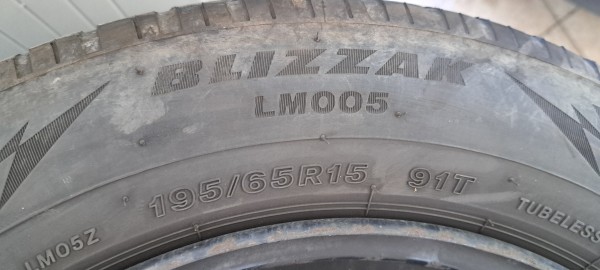 BLIZZAK
LM005
195/65R15 91T
LM05Z
TUBELESS